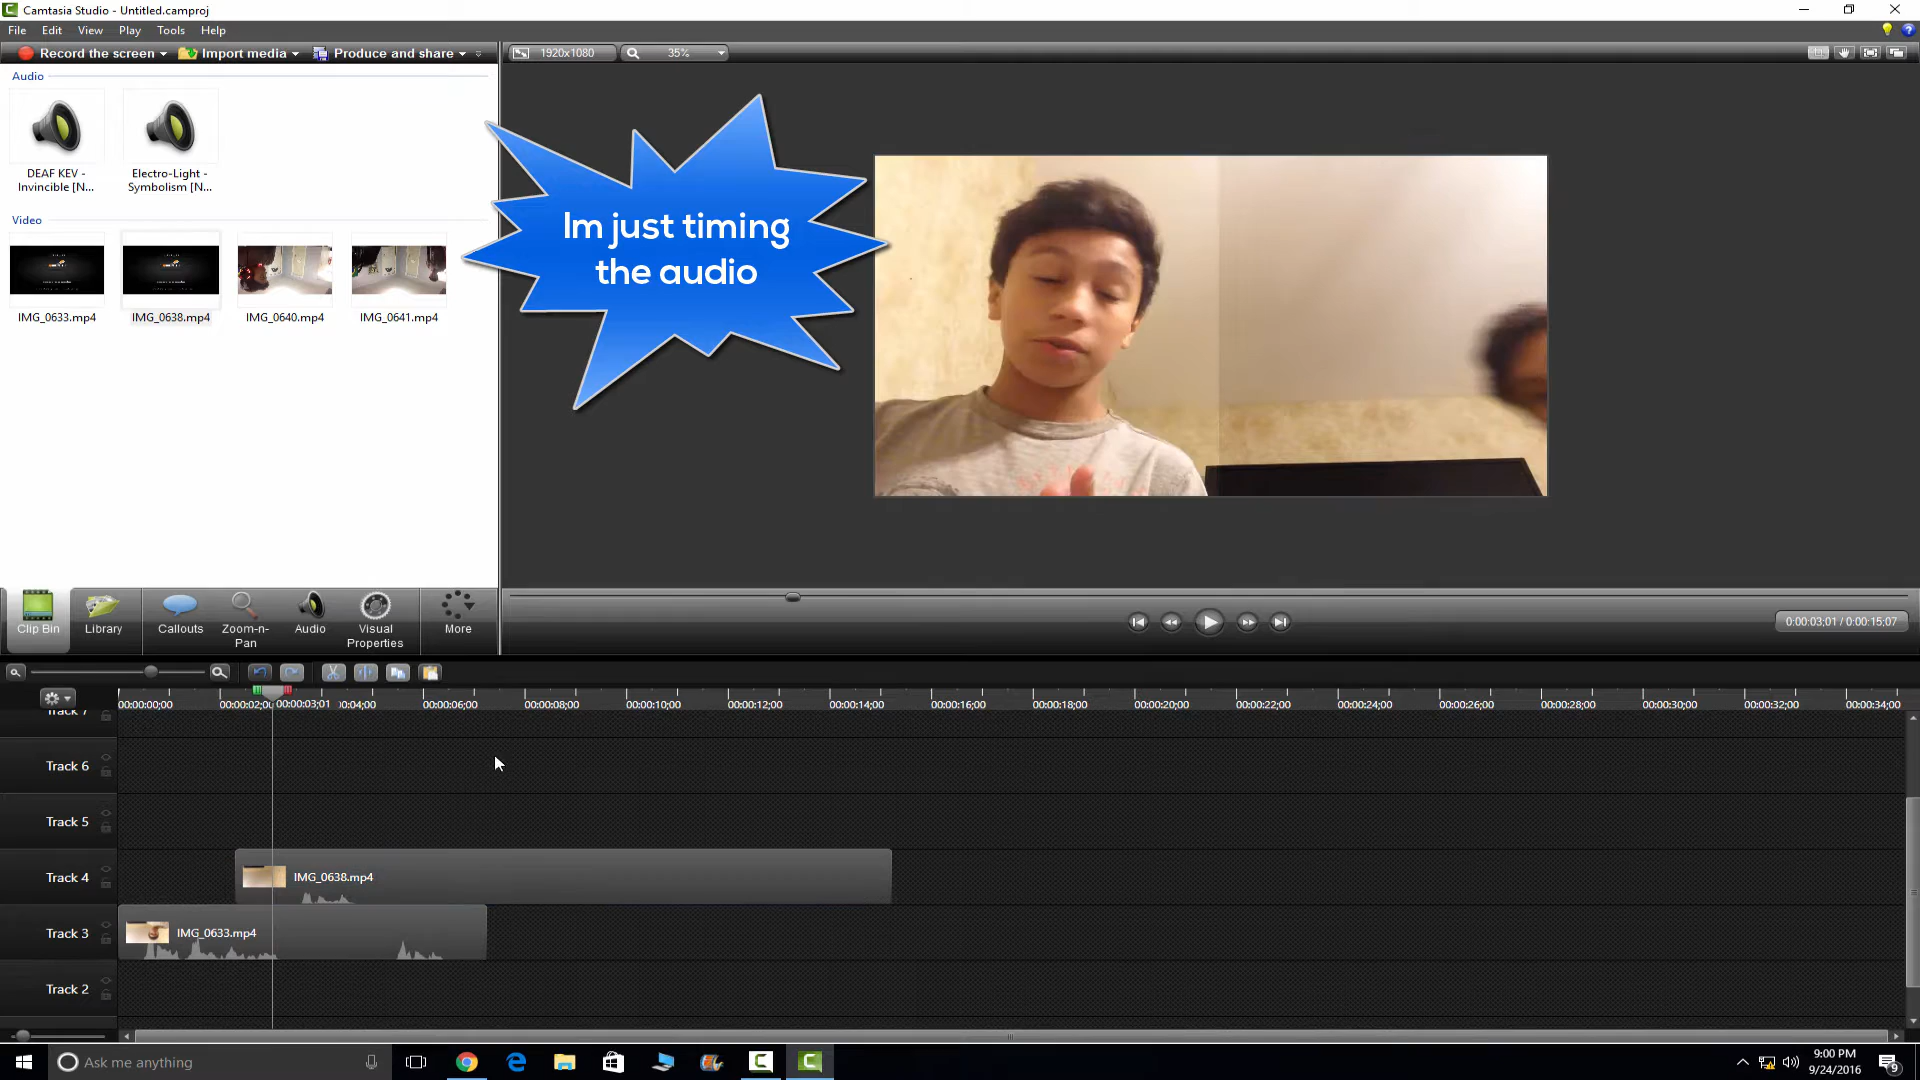 Camtasia Studio - Untitled.camproj
File Edit View Play Tools Help
Record the screen Import media Produce and share
1920x1080 35%
Audio
DEAF KEV -
Invincible [N...
Electro-Light -
Symbolism [N...
Video
IMG_0633.mp4 IMG_0638.mp4 IMG_0640.mp4 IMG_0641.mp4
Im just timing
the audio
Clip Bin Library Callouts Zoom-n-
Pan Audio Visual
Properties More
0:00:03;01 / 0:00:15;07
00:00:00;00 00:00:02;0 00:00:03;01 00:04;00 00:00:06;00 00:00:08;00 00:00:10;00 00:00:12;00 00:00:14;00 00:00:16;00 00:00:18;00 00:00:20;00 00:00:22;00 00:00:24;00 00:00:26;00 00:00:28;00 00:00:30;00 00:00:32;00 00:00:34;00
Track 7
Track 6
Track 5
Track 4 IMG_0638.mp4
Track 3 IMG_0633.mp4
Track 2
Ask me anything
9:00 PM
9/24/2016
9